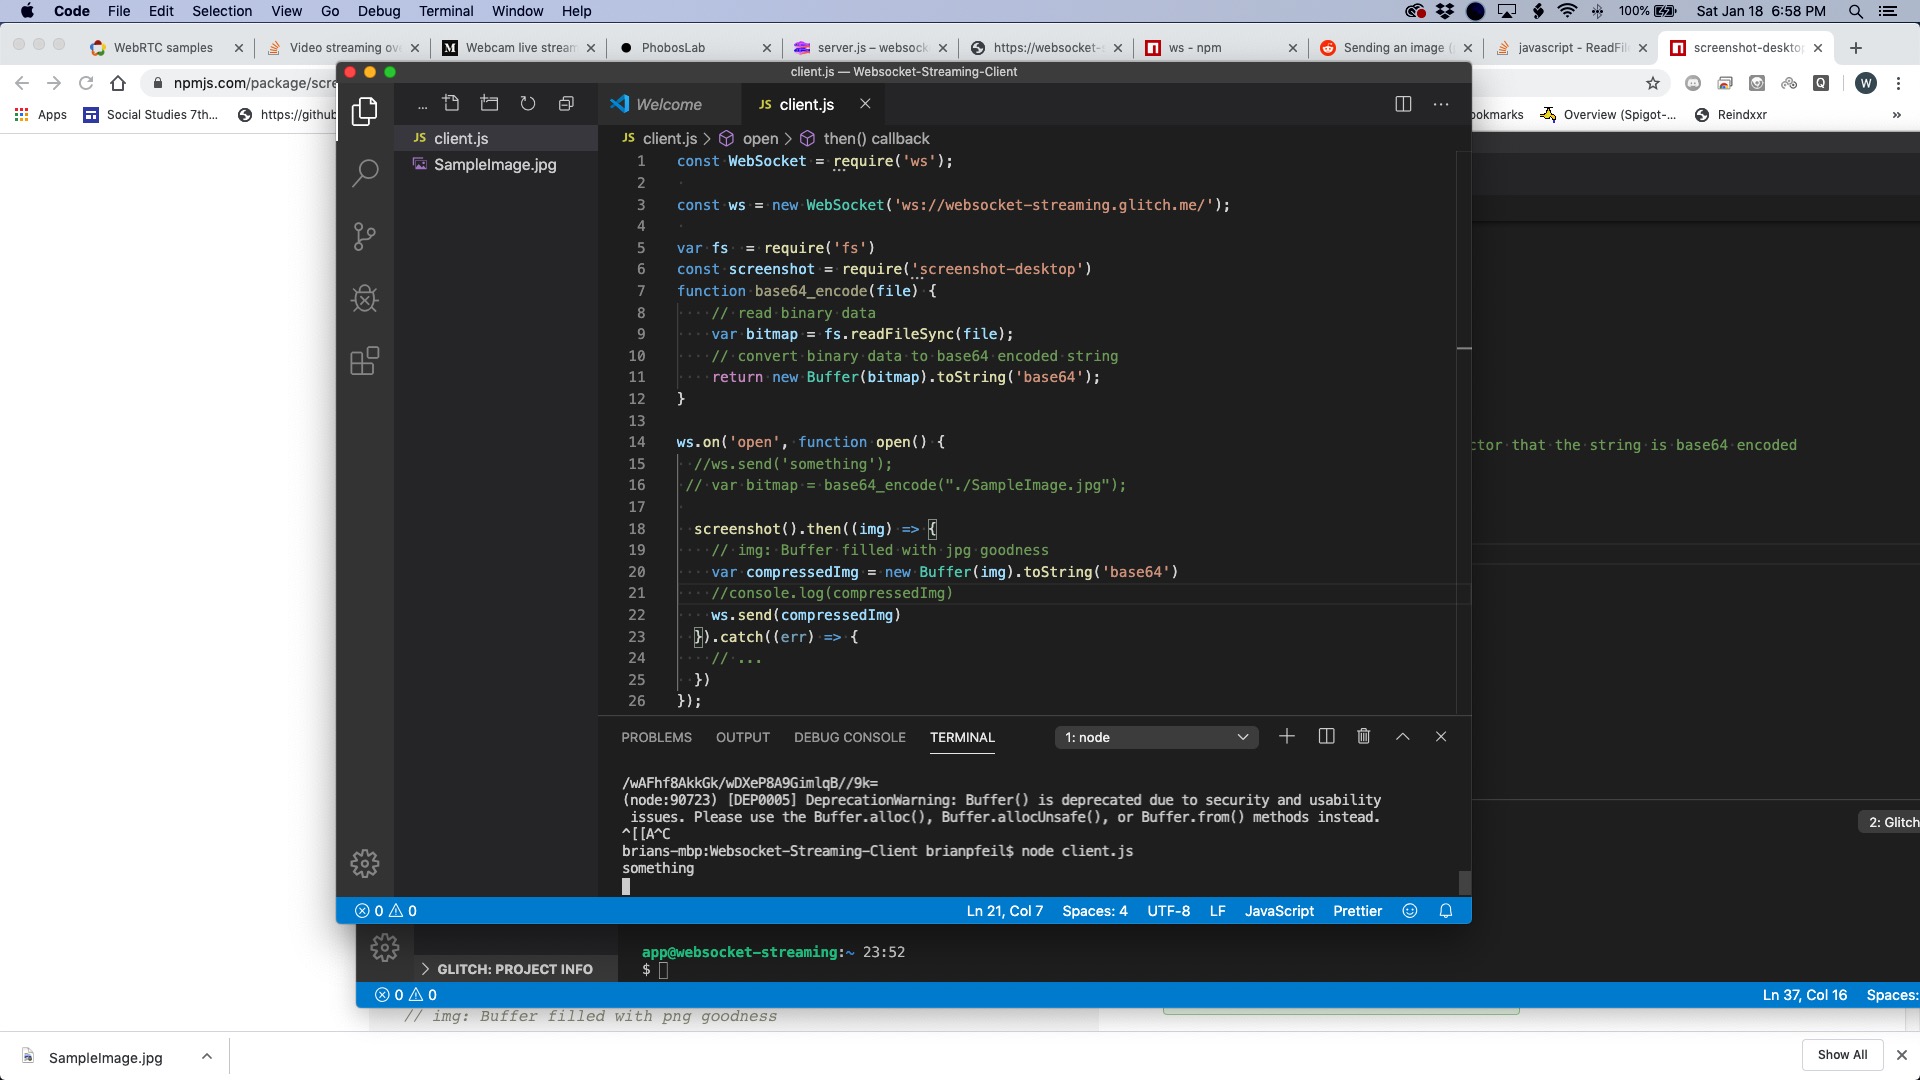 Code File Edit Selection View Go Debug Terminal Window Help 100% Sat Jan 18 6:58 PM
WebRTC samples Video streaming ov Webcam live stream PhobosLab server.js – websock https://websocket- ws - npm Sending an image ( javascript - ReadFil screenshot-deskto
npmjs.com/package/scre
client.js — Websocket-Streaming-Client
Apps Social Studies 7th... https://githu ookmarks Overview (Spigot-... Reindxxr »
... Welcome JS client.js ...
JS client.js
SampleImage.jpg
JS client.js > open > then() callback
1 const WebSocket = require('ws');
2
3 const ws = new WebSocket('ws://websocket-streaming.glitch.me/');
4
5 var fs = require('fs')
6 const screenshot = require('screenshot-desktop')
7 function base64_encode(file) {
8 // read binary data
9 var bitmap = fs.readFileSync(file);
10 // convert binary data to base64 encoded string
11 return new Buffer(bitmap).toString('base64');
12 }
13
14 ws.on('open', function open() {
15 //ws.send('something');
16 // var bitmap = base64_encode("./SampleImage.jpg");
17
18 screenshot().then((img) => {
19 // img: Buffer filled with jpg goodness
20 var compressedImg = new Buffer(img).toString('base64')
21 //console.log(compressedImg)
22 ws.send(compressedImg)
23 }).catch((err) => {
24 // ...
25 })
26 });
ctor that the string is base64 encoded
PROBLEMS OUTPUT DEBUG CONSOLE TERMINAL 1: node
/wAFhf8AkkGk/wDXeP8A9GimlqB//9k=
(node:90723) [DEP0005] DeprecationWarning: Buffer() is deprecated due to security and usability
issues. Please use the Buffer.alloc(), Buffer.allocUnsafe(), or Buffer.from() methods instead.
^[[A^C
brians-mbp:Websocket-Streaming-Client brianpfeil$ node client.js
something
2: Glitch
0 0 Ln 21, Col 7 Spaces: 4 UTF-8 LF JavaScript Prettier
app@websocket-streaming:~ 23:52
$
> GLITCH: PROJECT INFO
0 0 Ln 37, Col 16 Spaces:
// img: Buffer filled with png goodness
SampleImage.jpg Show All